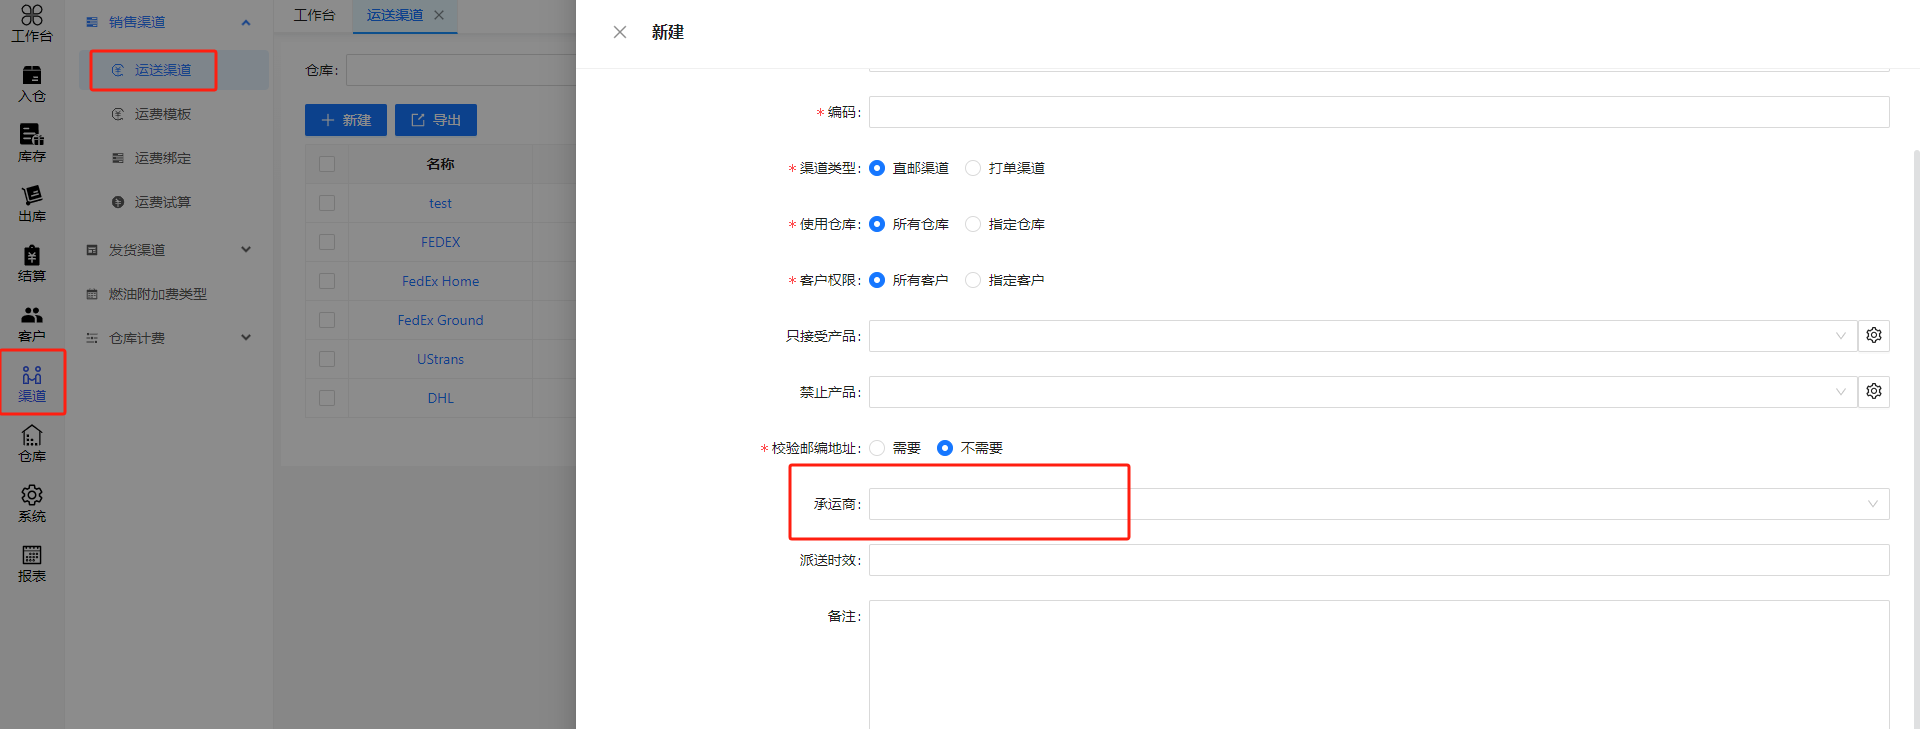 工作台
入仓
库存
出库
结算
客户
渠道
仓库
系统
报表
销售渠道
运送渠道
运费模板
运费绑定
运费试算
发货渠道
燃油附加费类型
仓库计费
工作台
运送渠道
仓库:
新建
导出
名称
test
FEDEX
FedEx Home
FedEx Ground
UStrans
DHL
新建
* 编码:
* 渠道类型: 直邮渠道 打单渠道
* 使用仓库: 所有仓库 指定仓库
* 客户权限: 所有客户 指定客户
只接受产品:
禁止产品:
* 校验邮编地址: 需要 不需要
承运商:
派送时效:
备注: